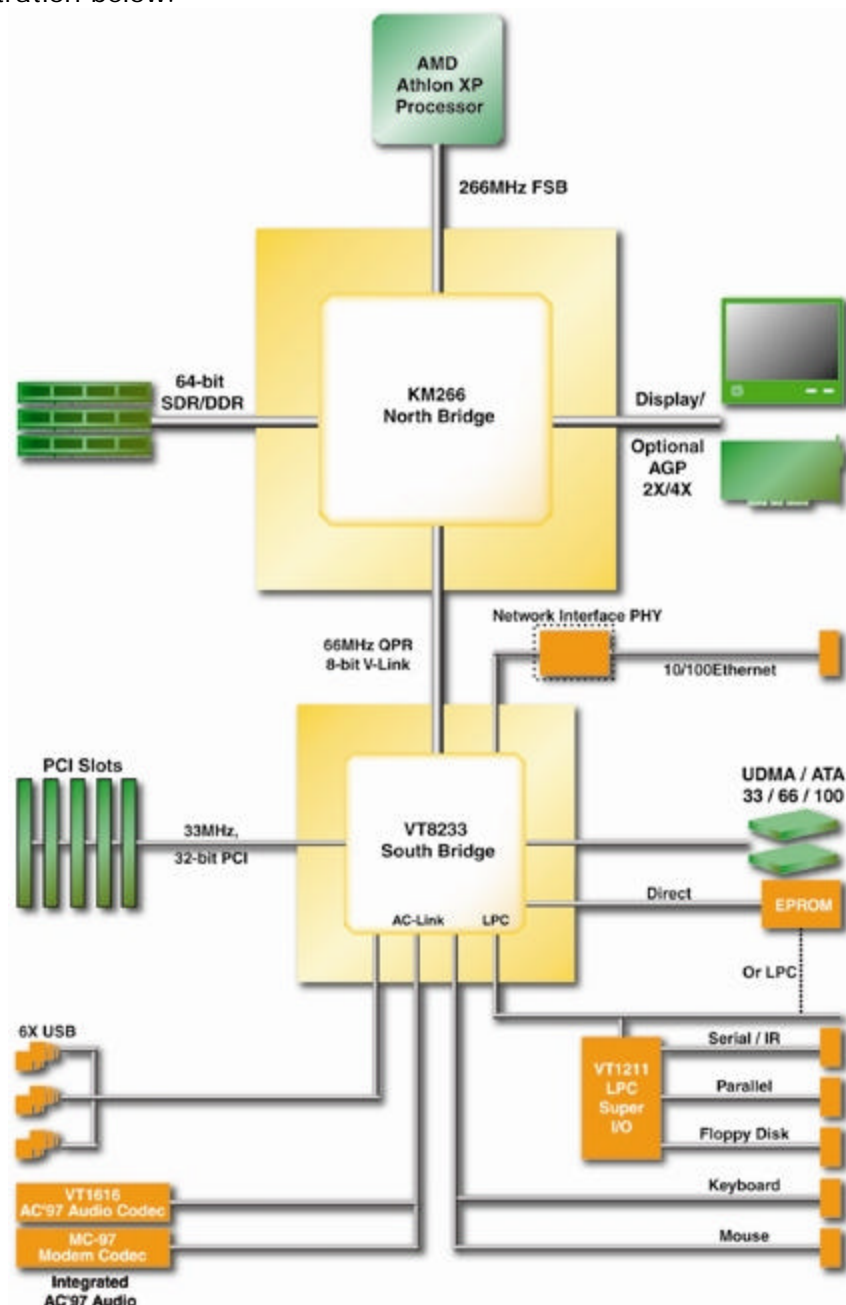 AMD
Athlon XP
Processor
266MHz FSB
64-bit
SDR/DDR
KM266
North Bridge
Display/
Optional
AGP
2X/4X
66MHz QPR
8-bit V-Link
Network Interface PHY
10/100Ethernet
PCI Slots
33MHz,
32-bit PCI
VT8233
South Bridge
AC-Link
LPC
UDMA / ATA
33 / 66 / 100
Direct
EPROM
Or LPC
6X USB
VT1211
LPC
Super
I/O
Serial / IR
Parallel
Floppy Disk
Keyboard
Mouse
VT1616
AC'97 Audio Codec
MC-97
Modem Codec
Integrated
AC'97 Audio